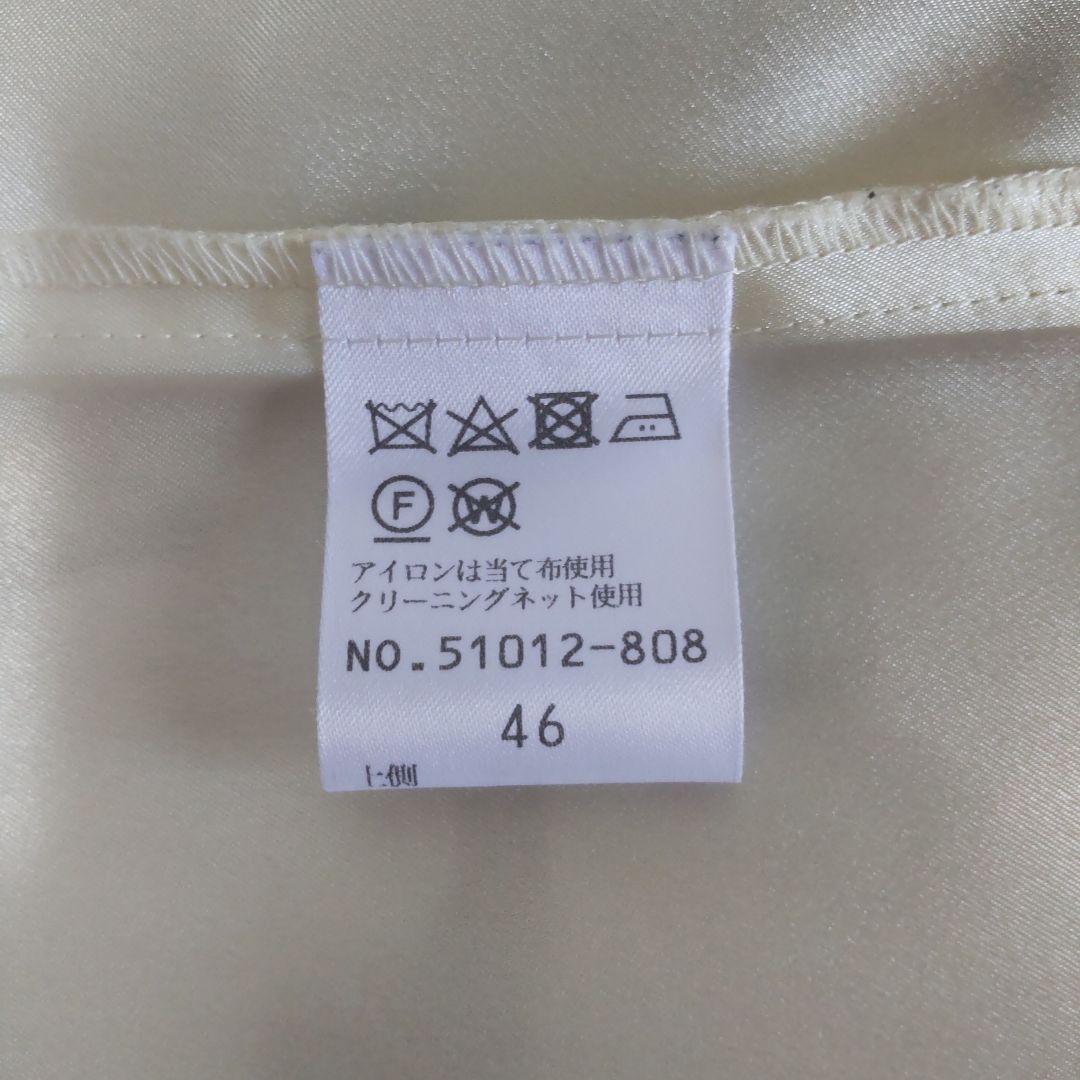 F W
アイロンは当て布使用
クリーニングネット使用
NO.51012-808
46
上側